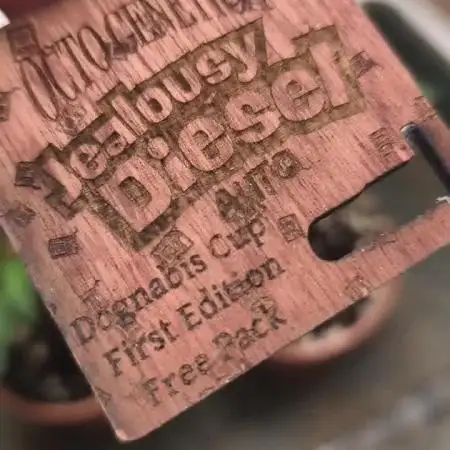 OCTOGENETICS
Jealousy
Diesel
AUTO
Dognabis Cup
First Edition
Free Pack